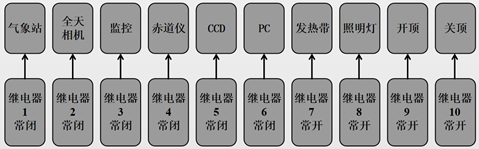 气象站
全天
相机
监控
赤道仪
CCD
PC
发热带
照明灯
开顶
关顶
继电器
1
常闭
继电器
2
常闭
继电器
3
常闭
继电器
4
常闭
继电器
5
常闭
继电器
6
常闭
继电器
7
常开
继电器
8
常开
继电器
9
常开
继电器
10
常开